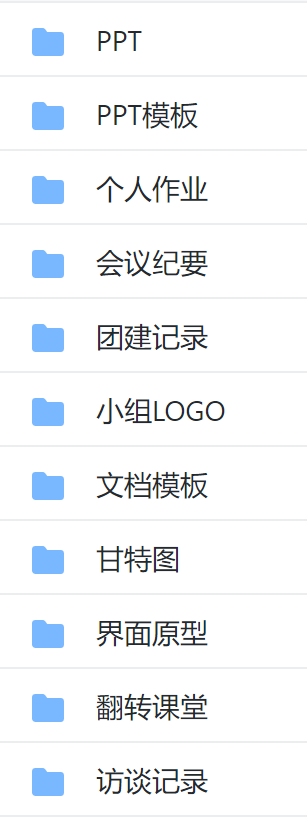 PPT
PPT模板
个人作业
会议纪要
团建记录
小组LOGO
文档模板
甘特图
界面原型
翻转课堂
访谈记录